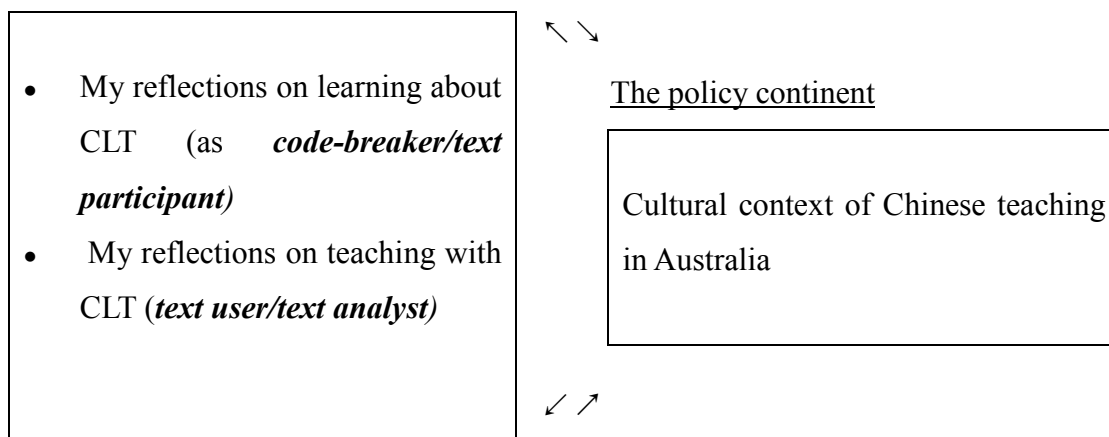 ↖ ↘
• My reflections on learning about
CLT (as code-breaker/text
participant)
• My reflections on teaching with
CLT (text user/text analyst)
The policy continent
Cultural context of Chinese teaching
in Australia
↙ ↗